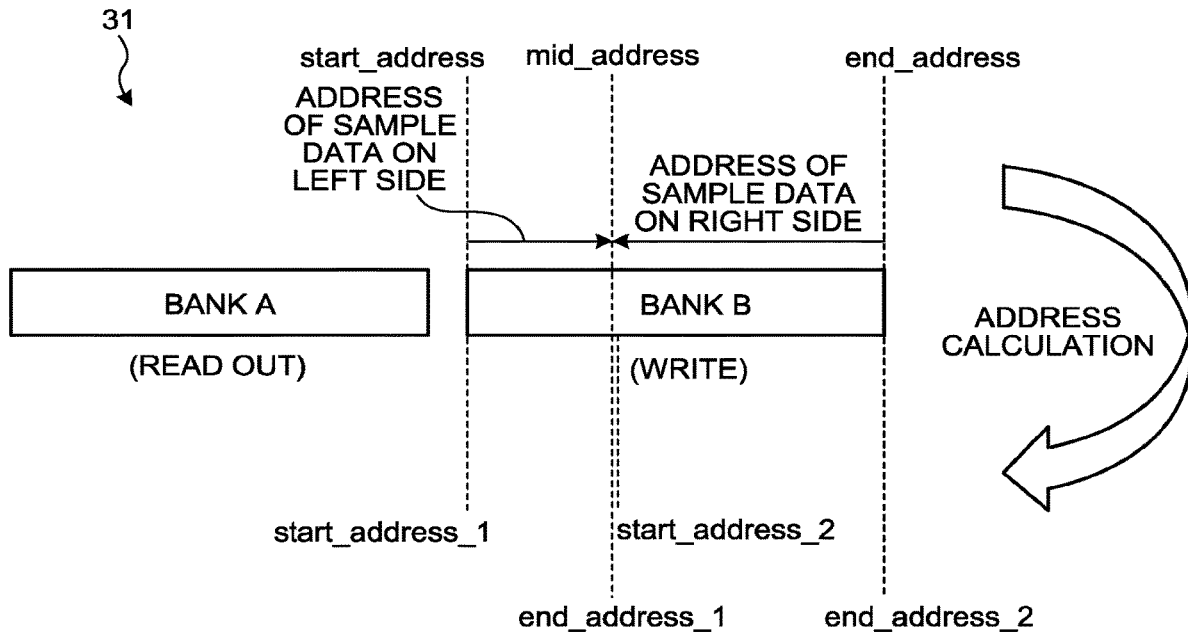 31
start_address
mid_address
end_address
ADDRESS
OF SAMPLE
DATA ON
LEFT SIDE
ADDRESS OF
SAMPLE DATA
ON RIGHT SIDE
BANK A
BANK B
ADDRESS
CALCULATION
(READ OUT)
(WRITE)
start_address_1
start_address_2
end_address_1
end_address_2